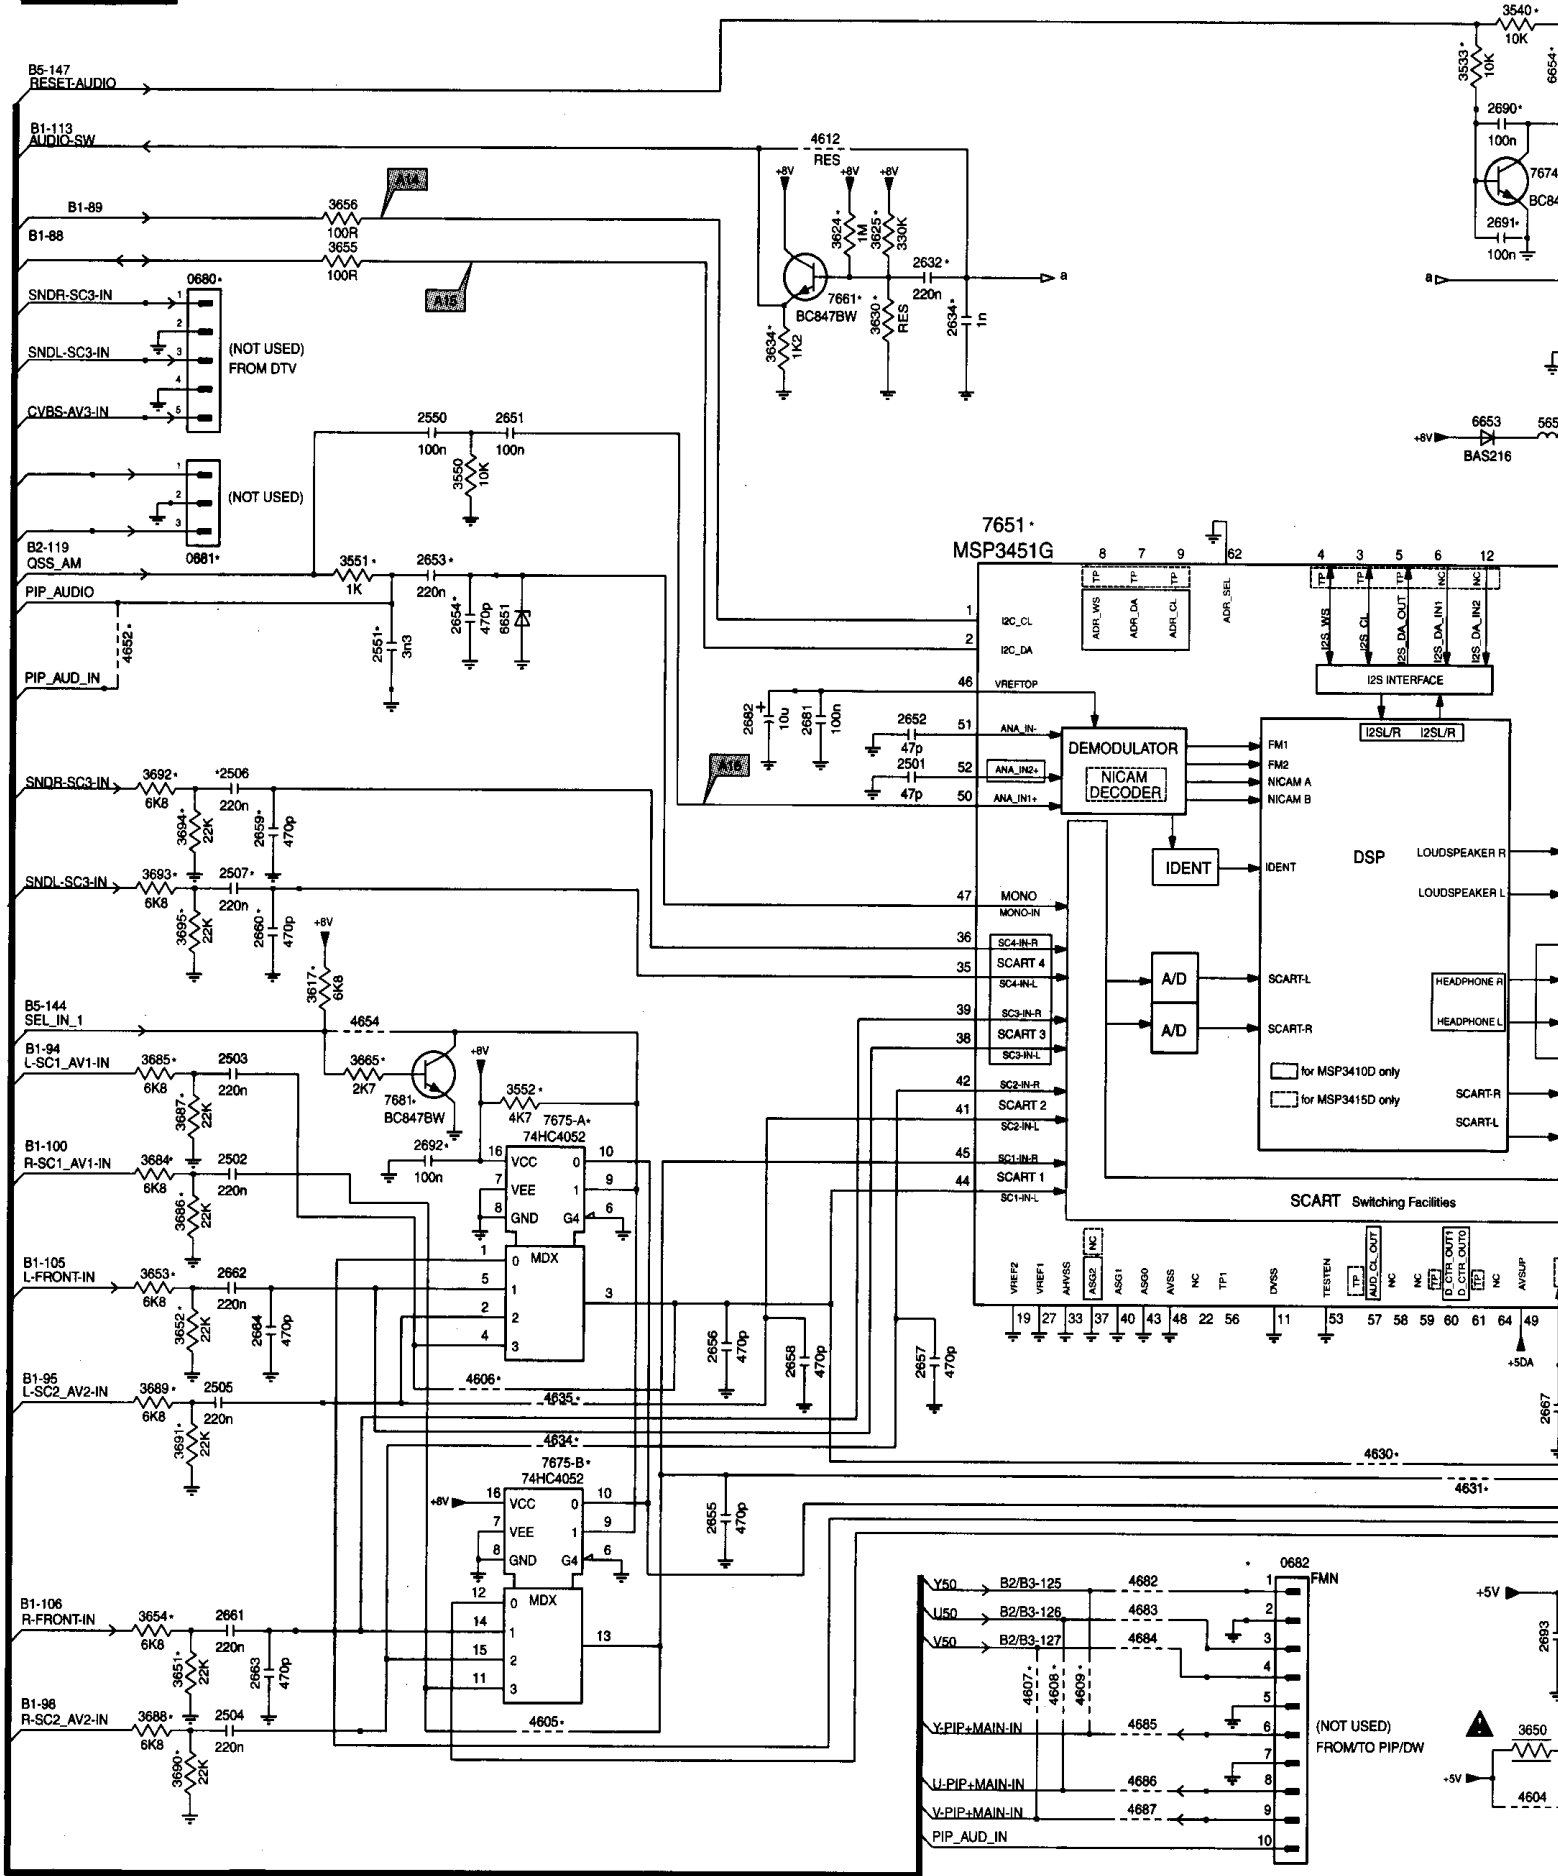 3540*
10K
3533*
10K
6654*
B5-147
RESET-AUDIO
2690*
100n
B1-113
AUDIO-SW
4612
RES
7674
BC84
+8V
+8V
+8V
A14
B1-89
3656
100R
3624*
1M
3625*
330K
2691*
100n
B1-88
3655
100R
2632*
220n
a
a
0680*
A15
7661*
BC847BW
3630*
RES
2634*
1n
SNDR-SC3-IN
1
2
3634*
1K2
SNDL-SC3-IN
3
(NOT USED)
FROM DTV
4
CVBS-AV3-IN
5
2550
100n
2651
100n
6653
565
+8V
BAS216
3550
10K
1
2
(NOT USED)
3
0681*
B2-119
QSS_AM
3551*
1K
2653*
220n
PIP_AUDIO
4652*
2551*
3n3
2654*
470p
6651
PIP_AUD_IN
7651*
MSP3451G
8 7 9 62 4 3 5 6 12
TP TP TP TP TP TP NC NC
ADR_WS
ADR_DA
ADR_CL
ADR_SEL
I2S_WS
I2S_CL
I2S_DA_OUT
I2S_DA_IN1
I2S_DA_IN2
1 I2C_CL
2 I2C_DA
I2S INTERFACE
46 VREFTOP
2682
10u
2681
100n
I2SL/R I2SL/R
2652
47p
51 ANA_IN-
DEMODULATOR
FM1
FM2
2501
47p
52 ANA_IN2+
NICAM
DECODER
NICAM A
NICAM B
A16
50 ANA_IN1+
SNDR-SC3-IN
3692*
6K8
*2506
220n
3694*
22K
2659*
470p
IDENT
IDENT
DSP
LOUDSPEAKER R
LOUDSPEAKER L
SNDL-SC3-IN
3693*
6K8
2507*
220n
3695*
22K
2660*
470p
47 MONO
MONO-IN
+8V
3617*
6K8
36 SC4-IN-R
SCART 4
35 SC4-IN-L
A/D
SCART-L
HEADPHONE R
39 SC3-IN-R
SCART 3
38 SC3-IN-L
A/D
SCART-R
HEADPHONE L
B5-144
SEL_IN_1
4654
B1-94
L-SC1_AV1-IN
3685*
6K8
2503
220n
3665*
2K7
+8V
7681*
BC847BW
3552*
4K7
for MSP3410D only
42 SC2-IN-R
SCART 2
41 SC2-IN-L
for MSP3415D only
SCART-R
SCART-L
3687*
22K
7675-A*
74HC4052
B1-100
R-SC1_AV1-IN
3684*
6K8
2502
220n
2692*
100n
16 VCC 0 10
7 VEE 1 9
8 GND G4 6
45 SC1-IN-R
SCART 1
44 SC1-IN-L
3686*
22K
SCART Switching Facilities
1 0 MDX
5 1
2 2
4 3
3
B1-105
L-FRONT-IN
3653*
6K8
2662
220n
3652*
22K
2664
470p
VREF2
VREF1
AHVSS
ASG2
NC
ASG1
ASG0
AVSS
NC
TP1
DVSS
TESTEN
TP
AUD_CL_OUT
NC
NC
TP
D_CTR_OUT1
D_CTR_OUT0
TP
NC
AVSUP
19 27 33 37 40 43 48 22 56 11 53 57 58 59 60 61 64 49
+5DA
2656
470p
2658
470p
2657
470p
B1-95
L-SC2_AV2-IN
3689*
6K8
2505
220n
4606*
4635*
2667
3691*
22K
4634*
4630*
4631*
7675-B*
74HC4052
+8V
16 VCC 0 10
7 VEE 1 9
8 GND G4 6
2655
470p
12 0 MDX
14 1
15 2
11 3
13
B1-106
R-FRONT-IN
3654*
6K8
2661
220n
3651*
22K
2663
470p
B1-98
R-SC2_AV2-IN
3688*
6K8
2504
220n
4605*
3690*
22K
* 0682
FMN
Y50 B2/B3-125 4682 1
U50 B2/B3-126 4683 2
V50 B2/B3-127 4684 3
4
4607*
4608*
4609*
5
Y-PIP+MAIN-IN 4685 6
7
(NOT USED)
FROM/TO PIP/DW
U-PIP+MAIN-IN 4686 8
V-PIP+MAIN-IN 4687 9
PIP_AUD_IN 10
+5V
2693
3650
+5V
4604